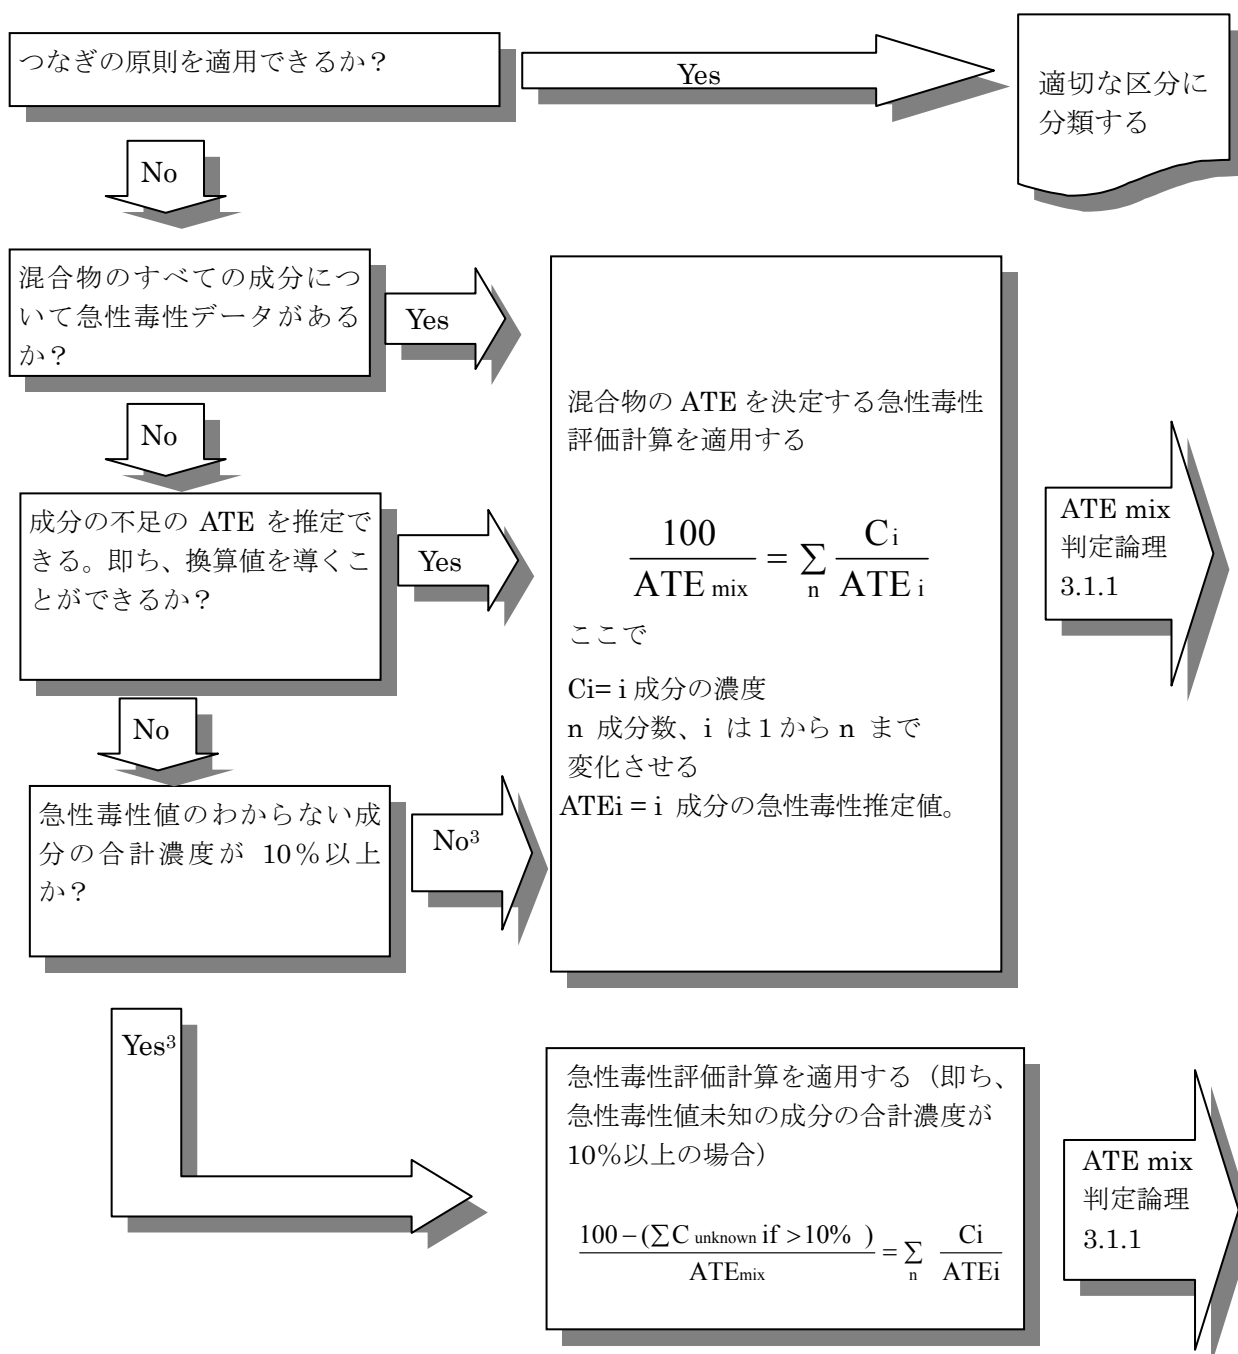 つなぎの原則を適用できるか？
Yes
適切な区分に
分類する
No
混合物のすべての成分につ
いて急性毒性データがある
か？
Yes
No
成分の不足の ATE を推定で
きる。即ち、換算値を導くこ
とができるか？
Yes
No
急性毒性値のわからない成
分の合計濃度が 10％以上
か？
No³
混合物の ATE を決定する急性毒性
評価計算を適用する
100 / ATE mix = ∑ n C i / ATE i
ここで
Ci= i 成分の濃度
n 成分数、i は１から n まで
変化させる
ATEi = i 成分の急性毒性推定値。
ATE mix
判定論理
3.1.1
Yes³
急性毒性評価計算を適用する（即ち、
急性毒性値未知の成分の合計濃度が
10％以上の場合）
100 − (∑C unknown if > 10% ) / ATEmix = ∑ n Ci / ATEi
ATE mix
判定論理
3.1.1